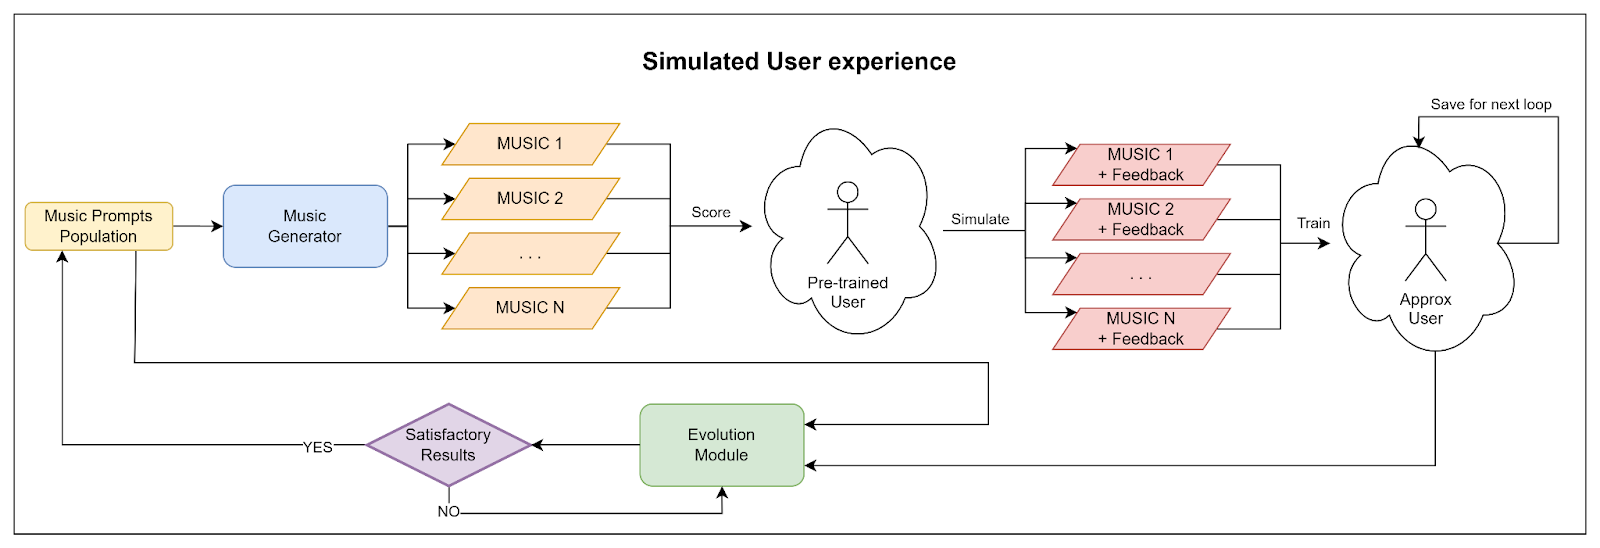 Simulated User experience
Save for next loop
Music Prompts
Population
Music
Generator
MUSIC 1
MUSIC 2
. . .
MUSIC N
Score
Pre-trained
User
Simulate
MUSIC 1
+ Feedback
MUSIC 2
+ Feedback
. . .
MUSIC N
+ Feedback
Train
Approx
User
Evolution
Module
Satisfactory
Results
YES
NO